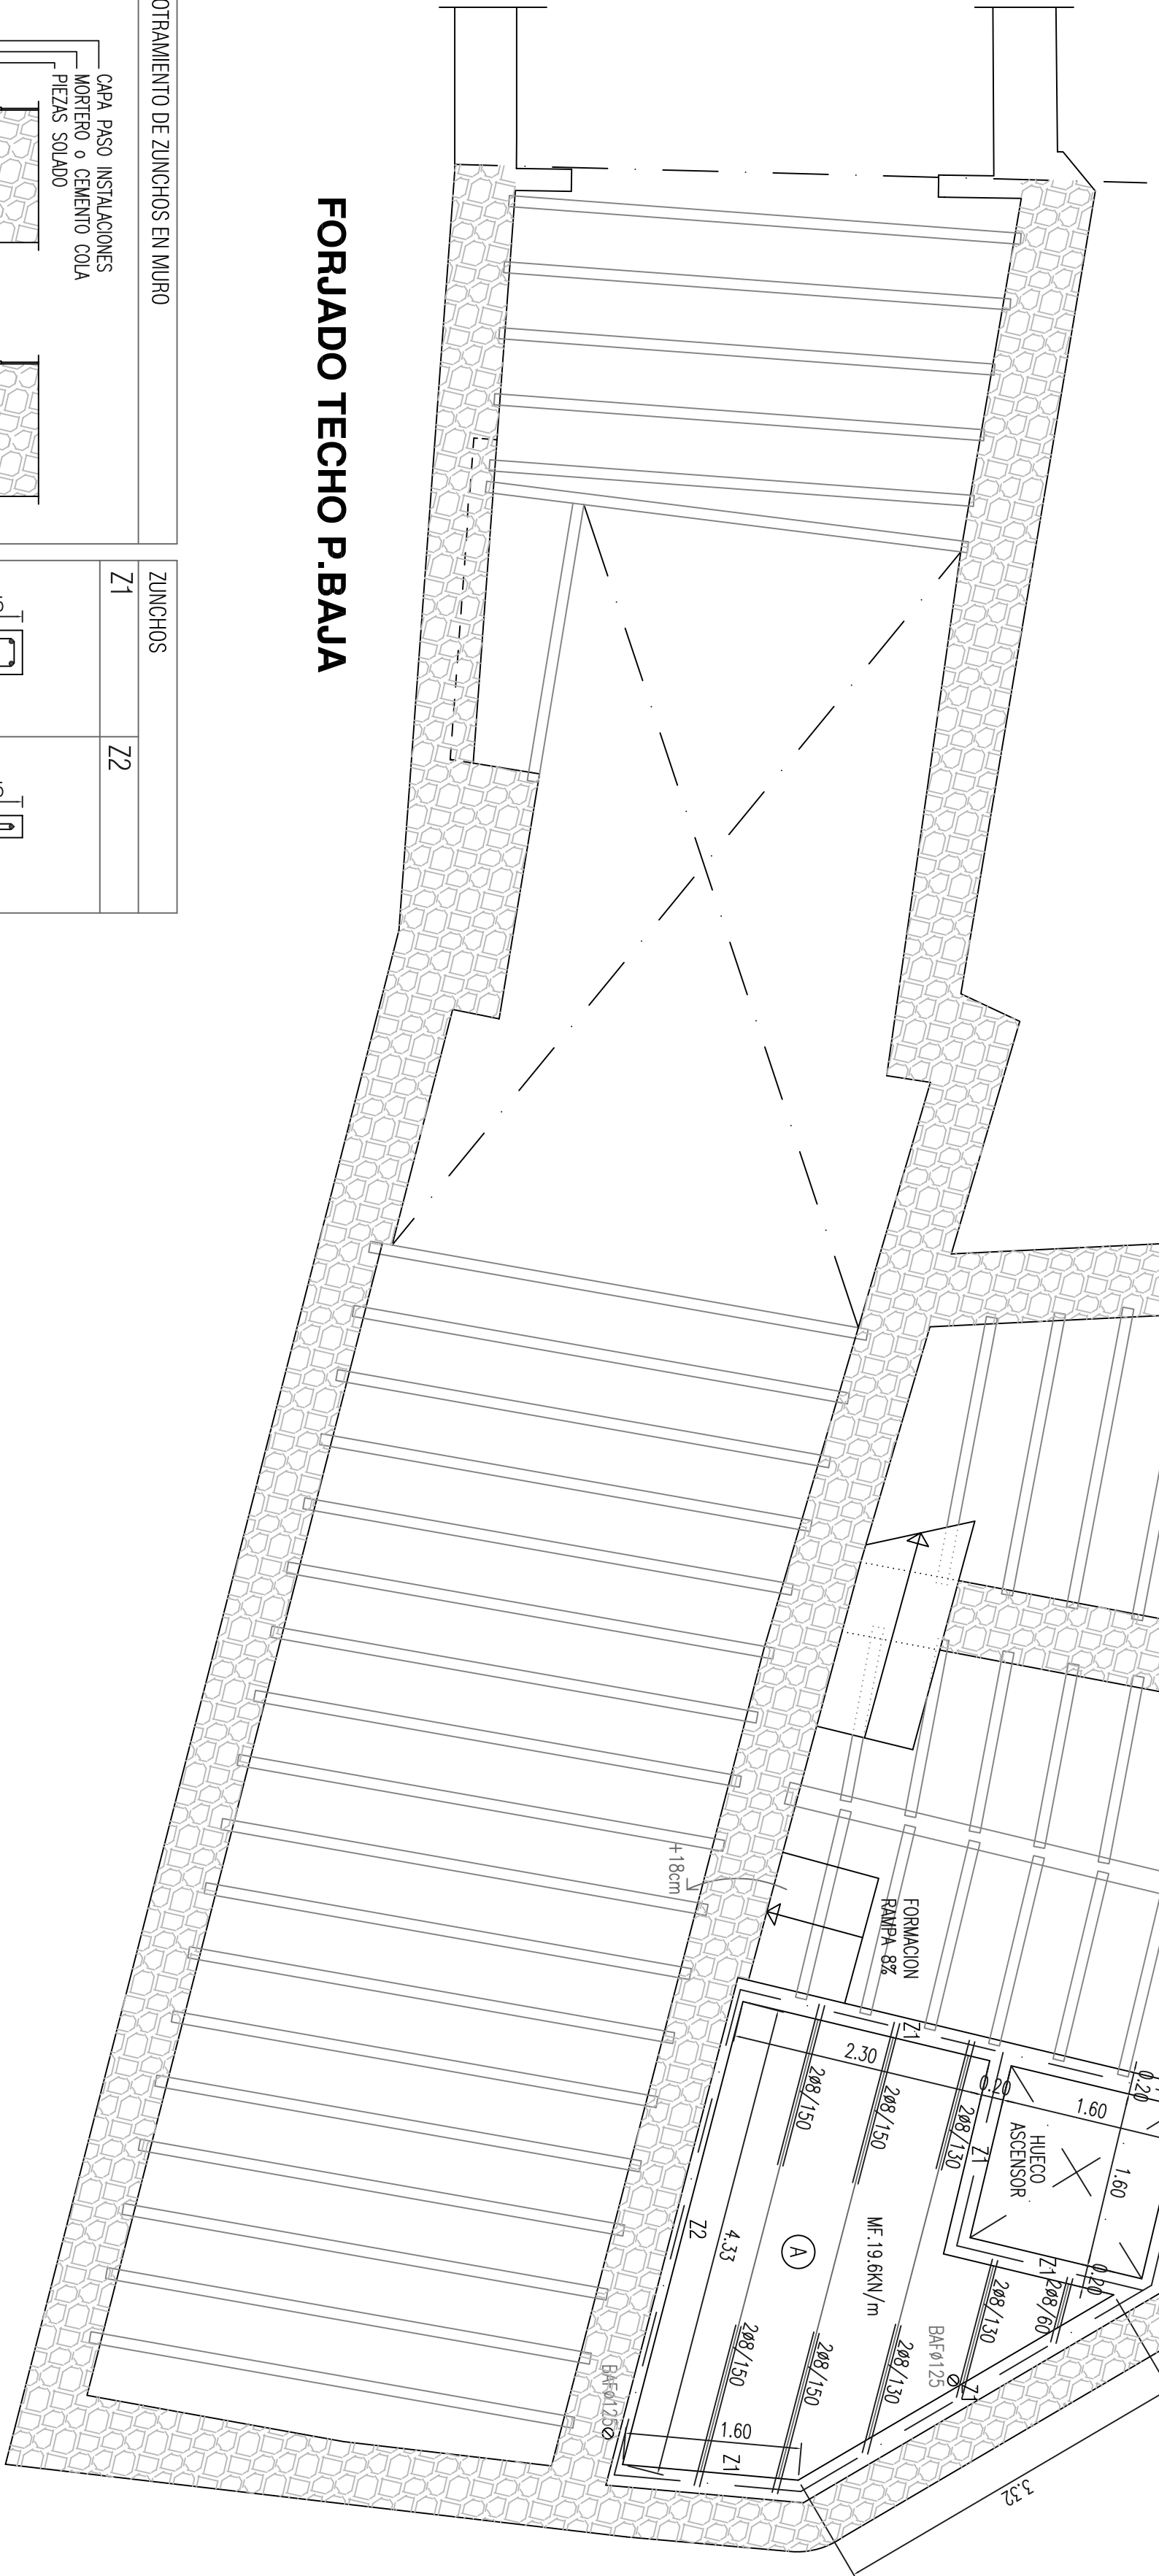 OTRAMIENTO DE ZUNCHOS EN MURO
CAPA PASO INSTALACIONES
MORTERO o CEMENTO COLA
PIEZAS SOLADO
ZUNCHOS
Z1
Z2
FORJADO TECHO P.BAJA
+18cm
FORMACION
RAMPA 8%
Z1
2.30
0.20
0.20
1.60
1.60
HUECO
ASCENSOR
2ø8/150
2ø8/150
2ø8/130
Z1
Z2
4.33
A
MF.19.6KN/m
Z1
0.20
2ø8/60
2ø8/130
BAFø125
Z1
2ø8/150
2ø8/150
2ø8/130
BAFø125
1.60
Z1
3.32